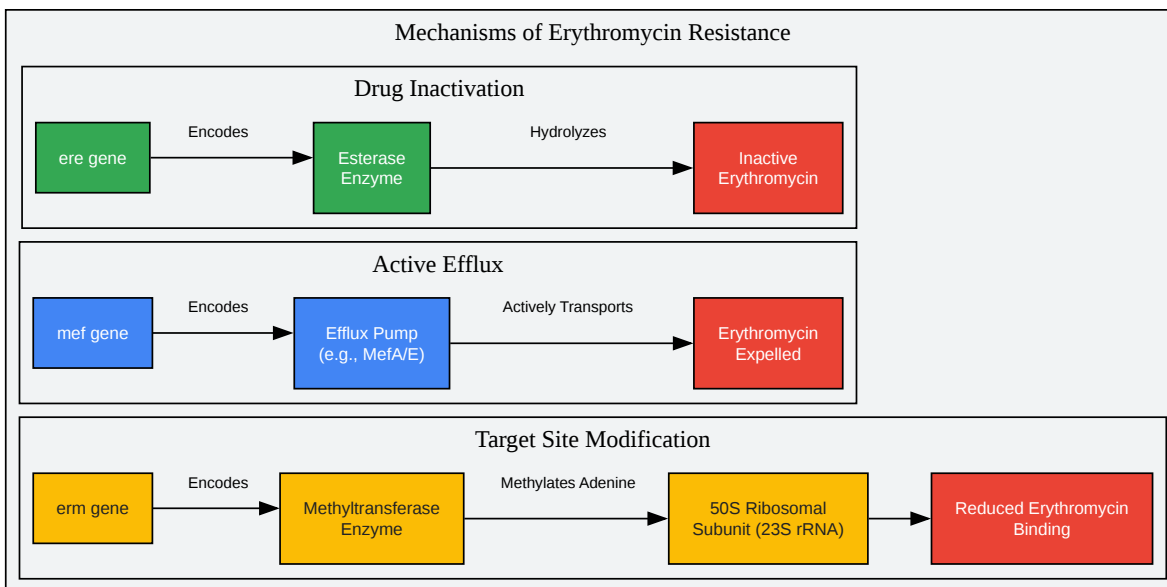 Mechanisms of Erythromycin Resistance
Drug Inactivation
ere gene
Encodes
Esterase
Enzyme
Hydrolyzes
Inactive
Erythromycin
Active Efflux
mef gene
Encodes
Efflux Pump
(e.g., MefA/E)
Actively Transports
Erythromycin
Expelled
Target Site Modification
erm gene
Encodes
Methyltransferase
Enzyme
Methylates Adenine
50S Ribosomal
Subunit (23S rRNA)
Reduced Erythromycin
Binding